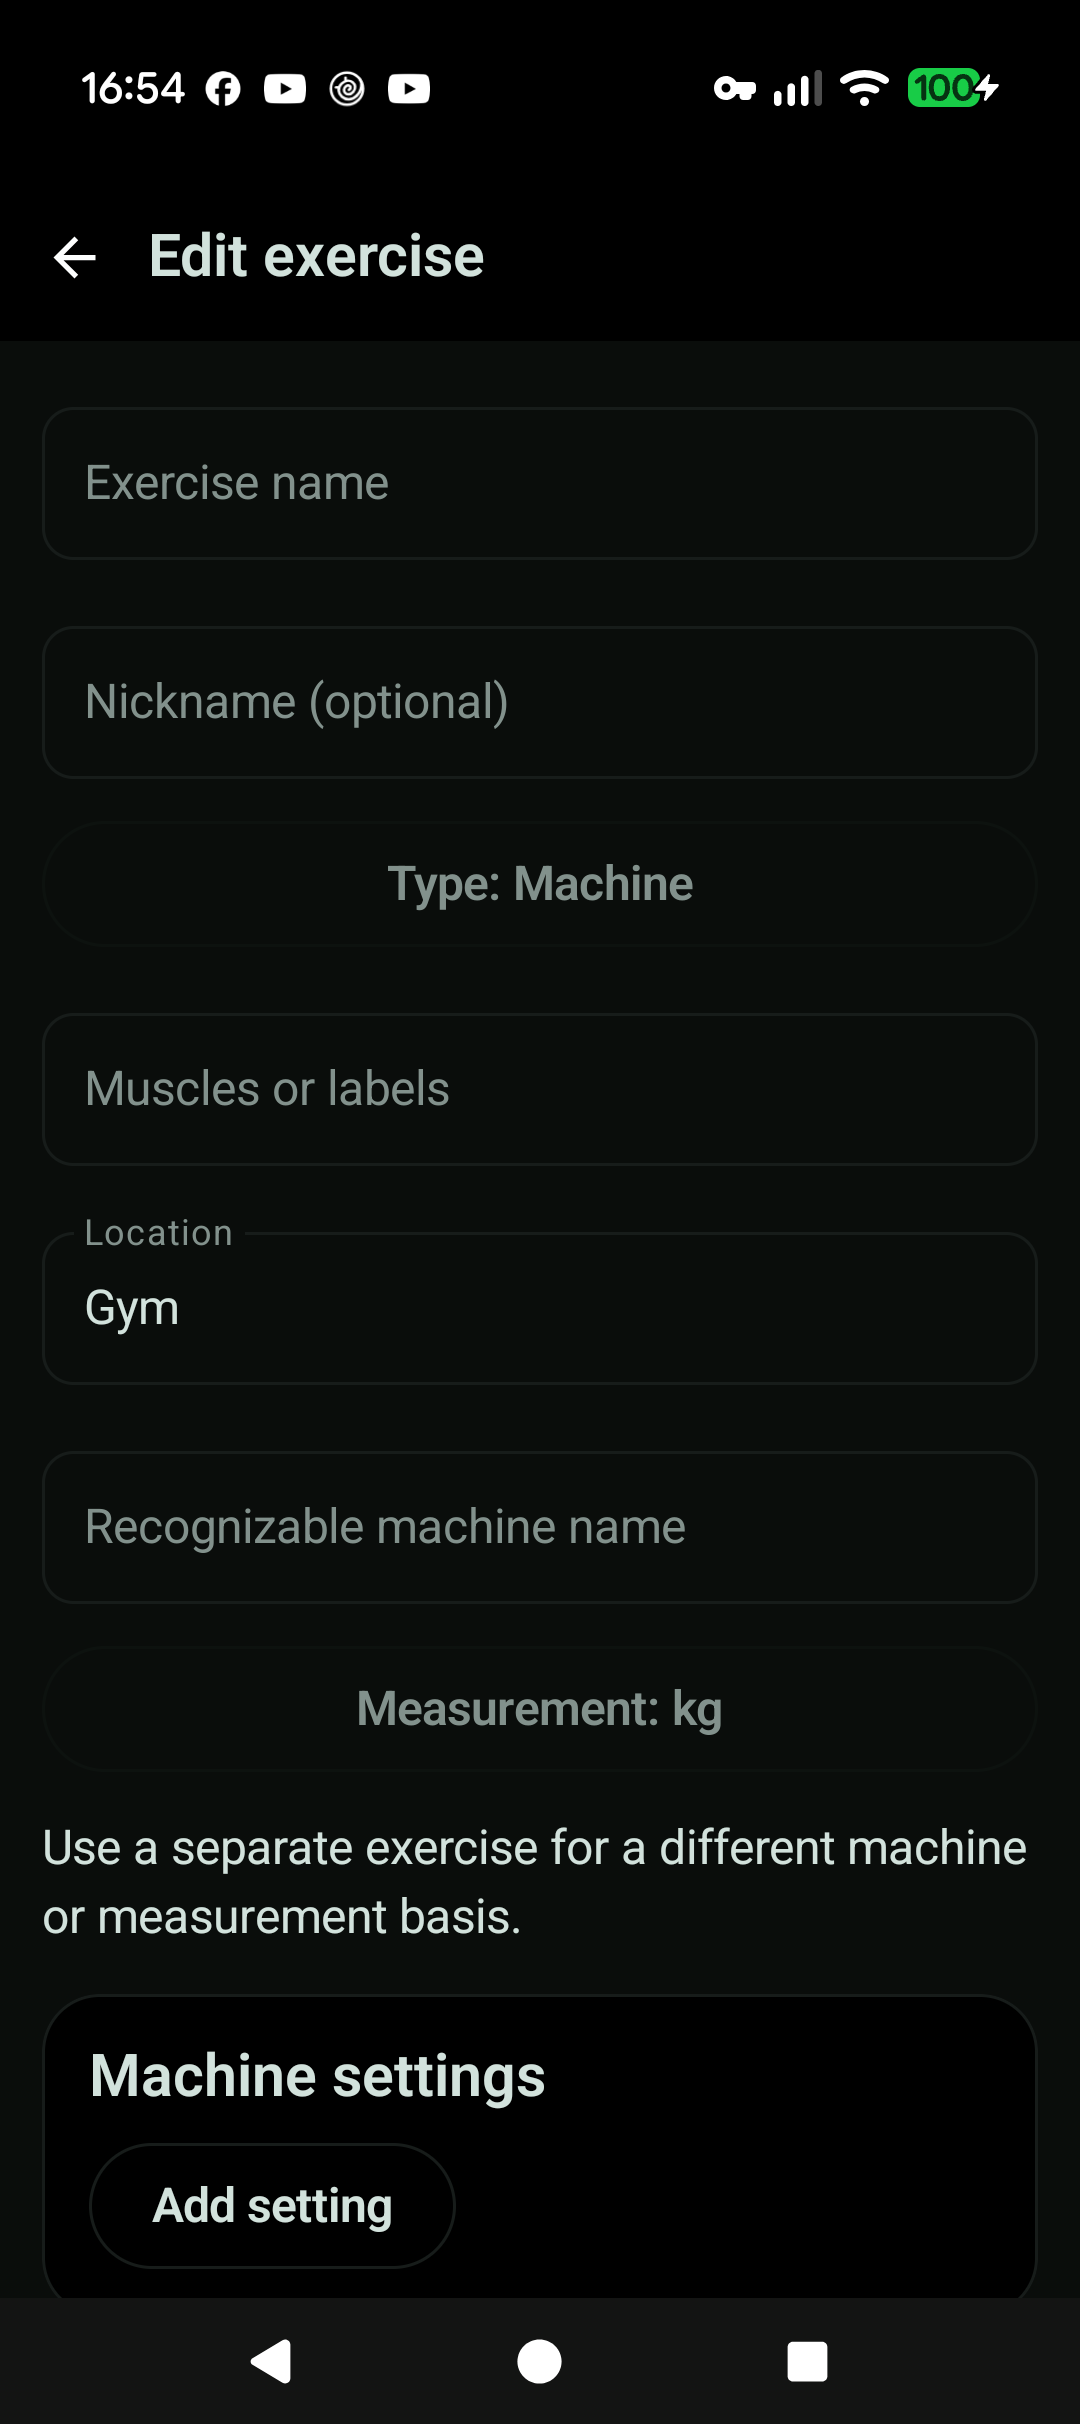 16:54
100
Edit exercise
Exercise name
Nickname (optional)
Type: Machine
Muscles or labels
Location
Gym
Recognizable machine name
Measurement: kg
Use a separate exercise for a different machine
or measurement basis.
Machine settings
Add setting